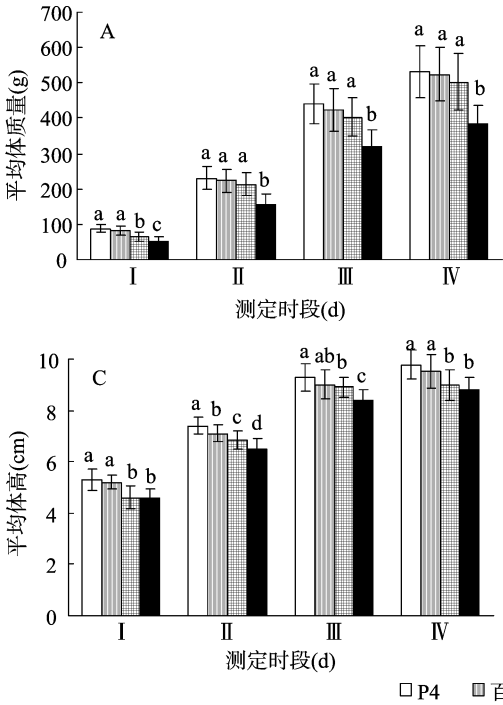 A
平均体质量(g)
700
600
500
400
300
200
100
0
a a b c
a a a b
a a a b
a a a b
I II III IV
测定时段(d)
C
平均体高(cm)
10
8
6
4
2
0
a a b b
a b c d
a ab b c
a a b b
I II III IV
测定时段(d)
P4 百